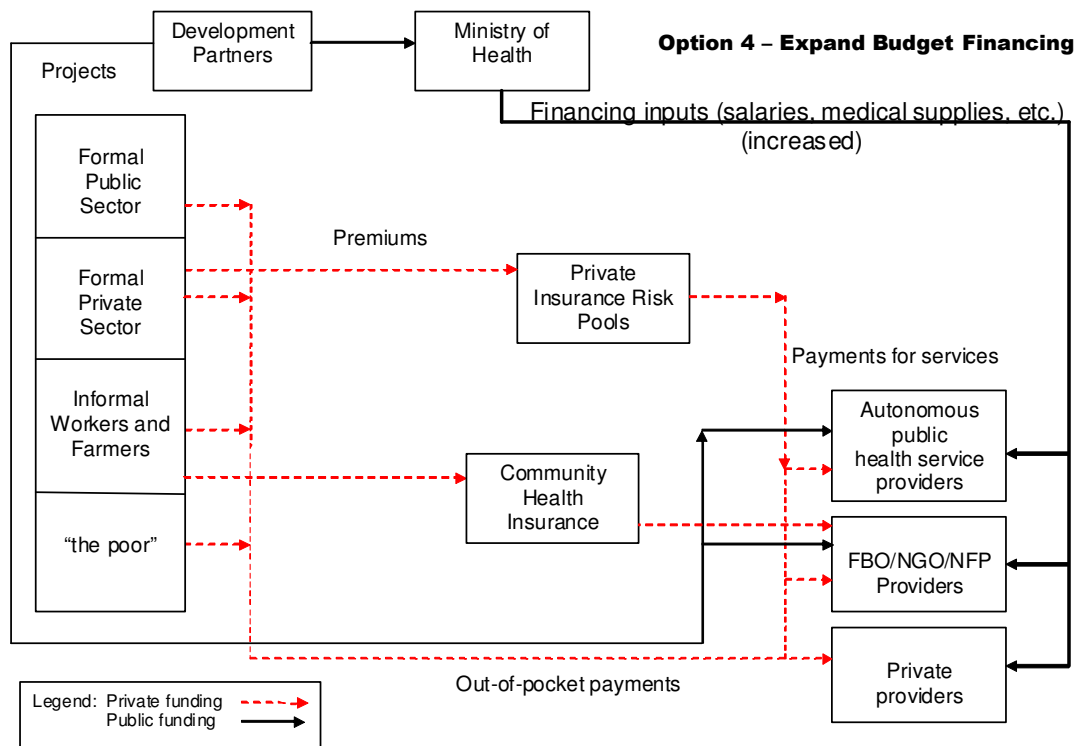 Development
Partners
Ministry of
Health
Option 4 – Expand Budget Financing
Projects
Financing inputs (salaries, medical supplies, etc.)
(increased)
Formal
Public
Sector
Premiums
Formal
Private
Sector
Private
Insurance Risk
Pools
Payments for services
Informal
Workers and
Farmers
Autonomous
public
health service
providers
Community
Health
Insurance
“the poor”
FBO/NGO/NFP
Providers
Out-of-pocket payments
Private
providers
Legend: Private funding
Public funding